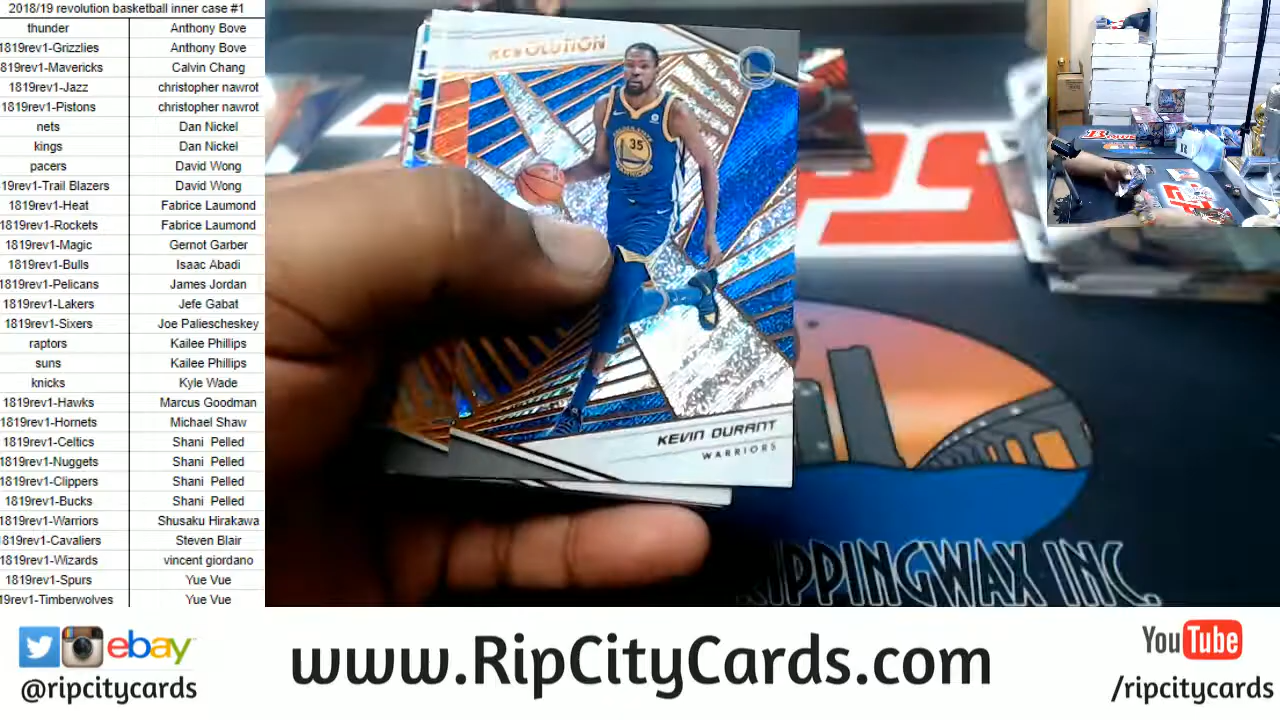 2018/19 revolution basketball inner case #1
thunder Anthony Bove
1819rev1-Grizzlies Anthony Bove
1819rev1-Mavericks Calvin Chang
1819rev1-Jazz christopher nawrot
1819rev1-Pistons christopher nawrot
nets Dan Nickel
kings Dan Nickel
pacers David Wong
19rev1-Trail Blazers David Wong
1819rev1-Heat Fabrice Laumond
1819rev1-Rockets Fabrice Laumond
1819rev1-Magic Gernot Garber
1819rev1-Bulls Isaac Abadi
1819rev1-Pelicans James Jordan
1819rev1-Lakers Jefe Gabat
1819rev1-Sixers Joe Paliescheskey
raptors Kailee Phillips
suns Kailee Phillips
knicks Kyle Wade
1819rev1-Hawks Marcus Goodman
1819rev1-Hornets Michael Shaw
1819rev1-Celtics Shani Pelled
1819rev1-Nuggets Shani Pelled
1819rev1-Clippers Shani Pelled
1819rev1-Bucks Shani Pelled
1819rev1-Warriors Shusaku Hirakawa
1819rev1-Cavaliers Steven Blair
1819rev1-Wizards vincent giordano
1819rev1-Spurs Yue Vue
19rev1-Timberwolves Yue Vue
REVOLUTION
35
KEVIN DURANT
WARRIORS
RIPPINGWAX INC.
ebay
@ripcitycards
www.RipCityCards.com
YouTube
/ripcitycards